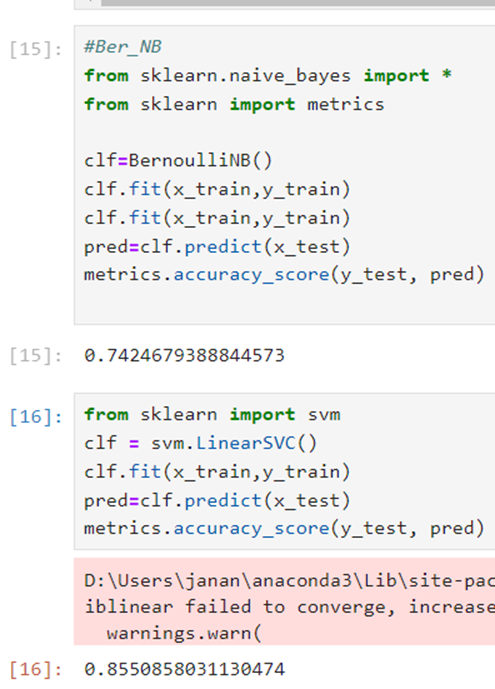 [15]: #Ber_NB
from sklearn.naive_bayes import *
from sklearn import metrics
clf=BernoulliNB()
clf.fit(x_train,y_train)
clf.fit(x_train,y_train)
pred=clf.predict(x_test)
metrics.accuracy_score(y_test, pred)
[15]: 0.7424679388844573
[16]: from sklearn import svm
clf = svm.LinearSVC()
clf.fit(x_train,y_train)
pred=clf.predict(x_test)
metrics.accuracy_score(y_test, pred)
D:\Users\janan\anaconda3\Lib\site-pac
iblinear failed to converge, increase
warnings.warn(
[16]: 0.8550858031130474